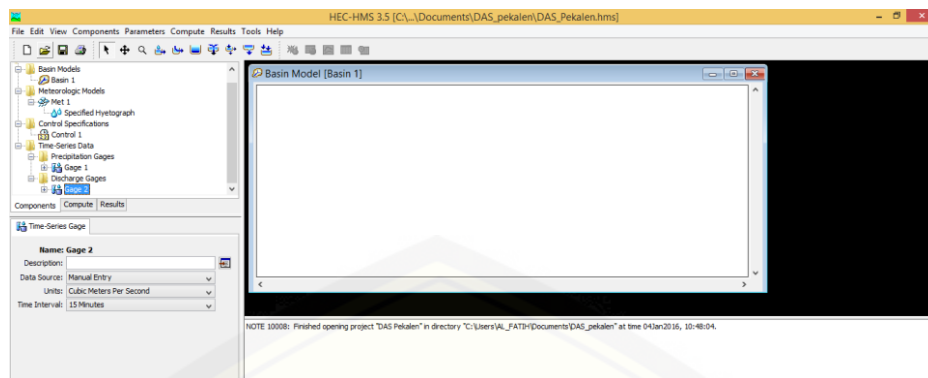 HEC-HMS 3.5 [C:\...\Documents\DAS_pekalen\DAS_Pekalen.hms]
File Edit View Components Parameters Compute Results Tools Help
Basin Models
Basin 1
Meteorologic Models
Met 1
Specified Hyetograph
Control Specifications
Control 1
Time-Series Data
Precipitation Gages
Gage 1
Discharge Gages
Gage 2
Components Compute Results
Time-Series Gage
Name: Gage 2
Description:
Data Source: Manual Entry
Units: Cubic Meters Per Second
Time Interval: 15 Minutes
Basin Model [Basin 1]
NOTE 10008: Finished opening project "DAS Pekalen" in directory "C:\Users\AL_FATIH\Documents\DAS_pekalen" at time 04Jan2016, 10:48:04.